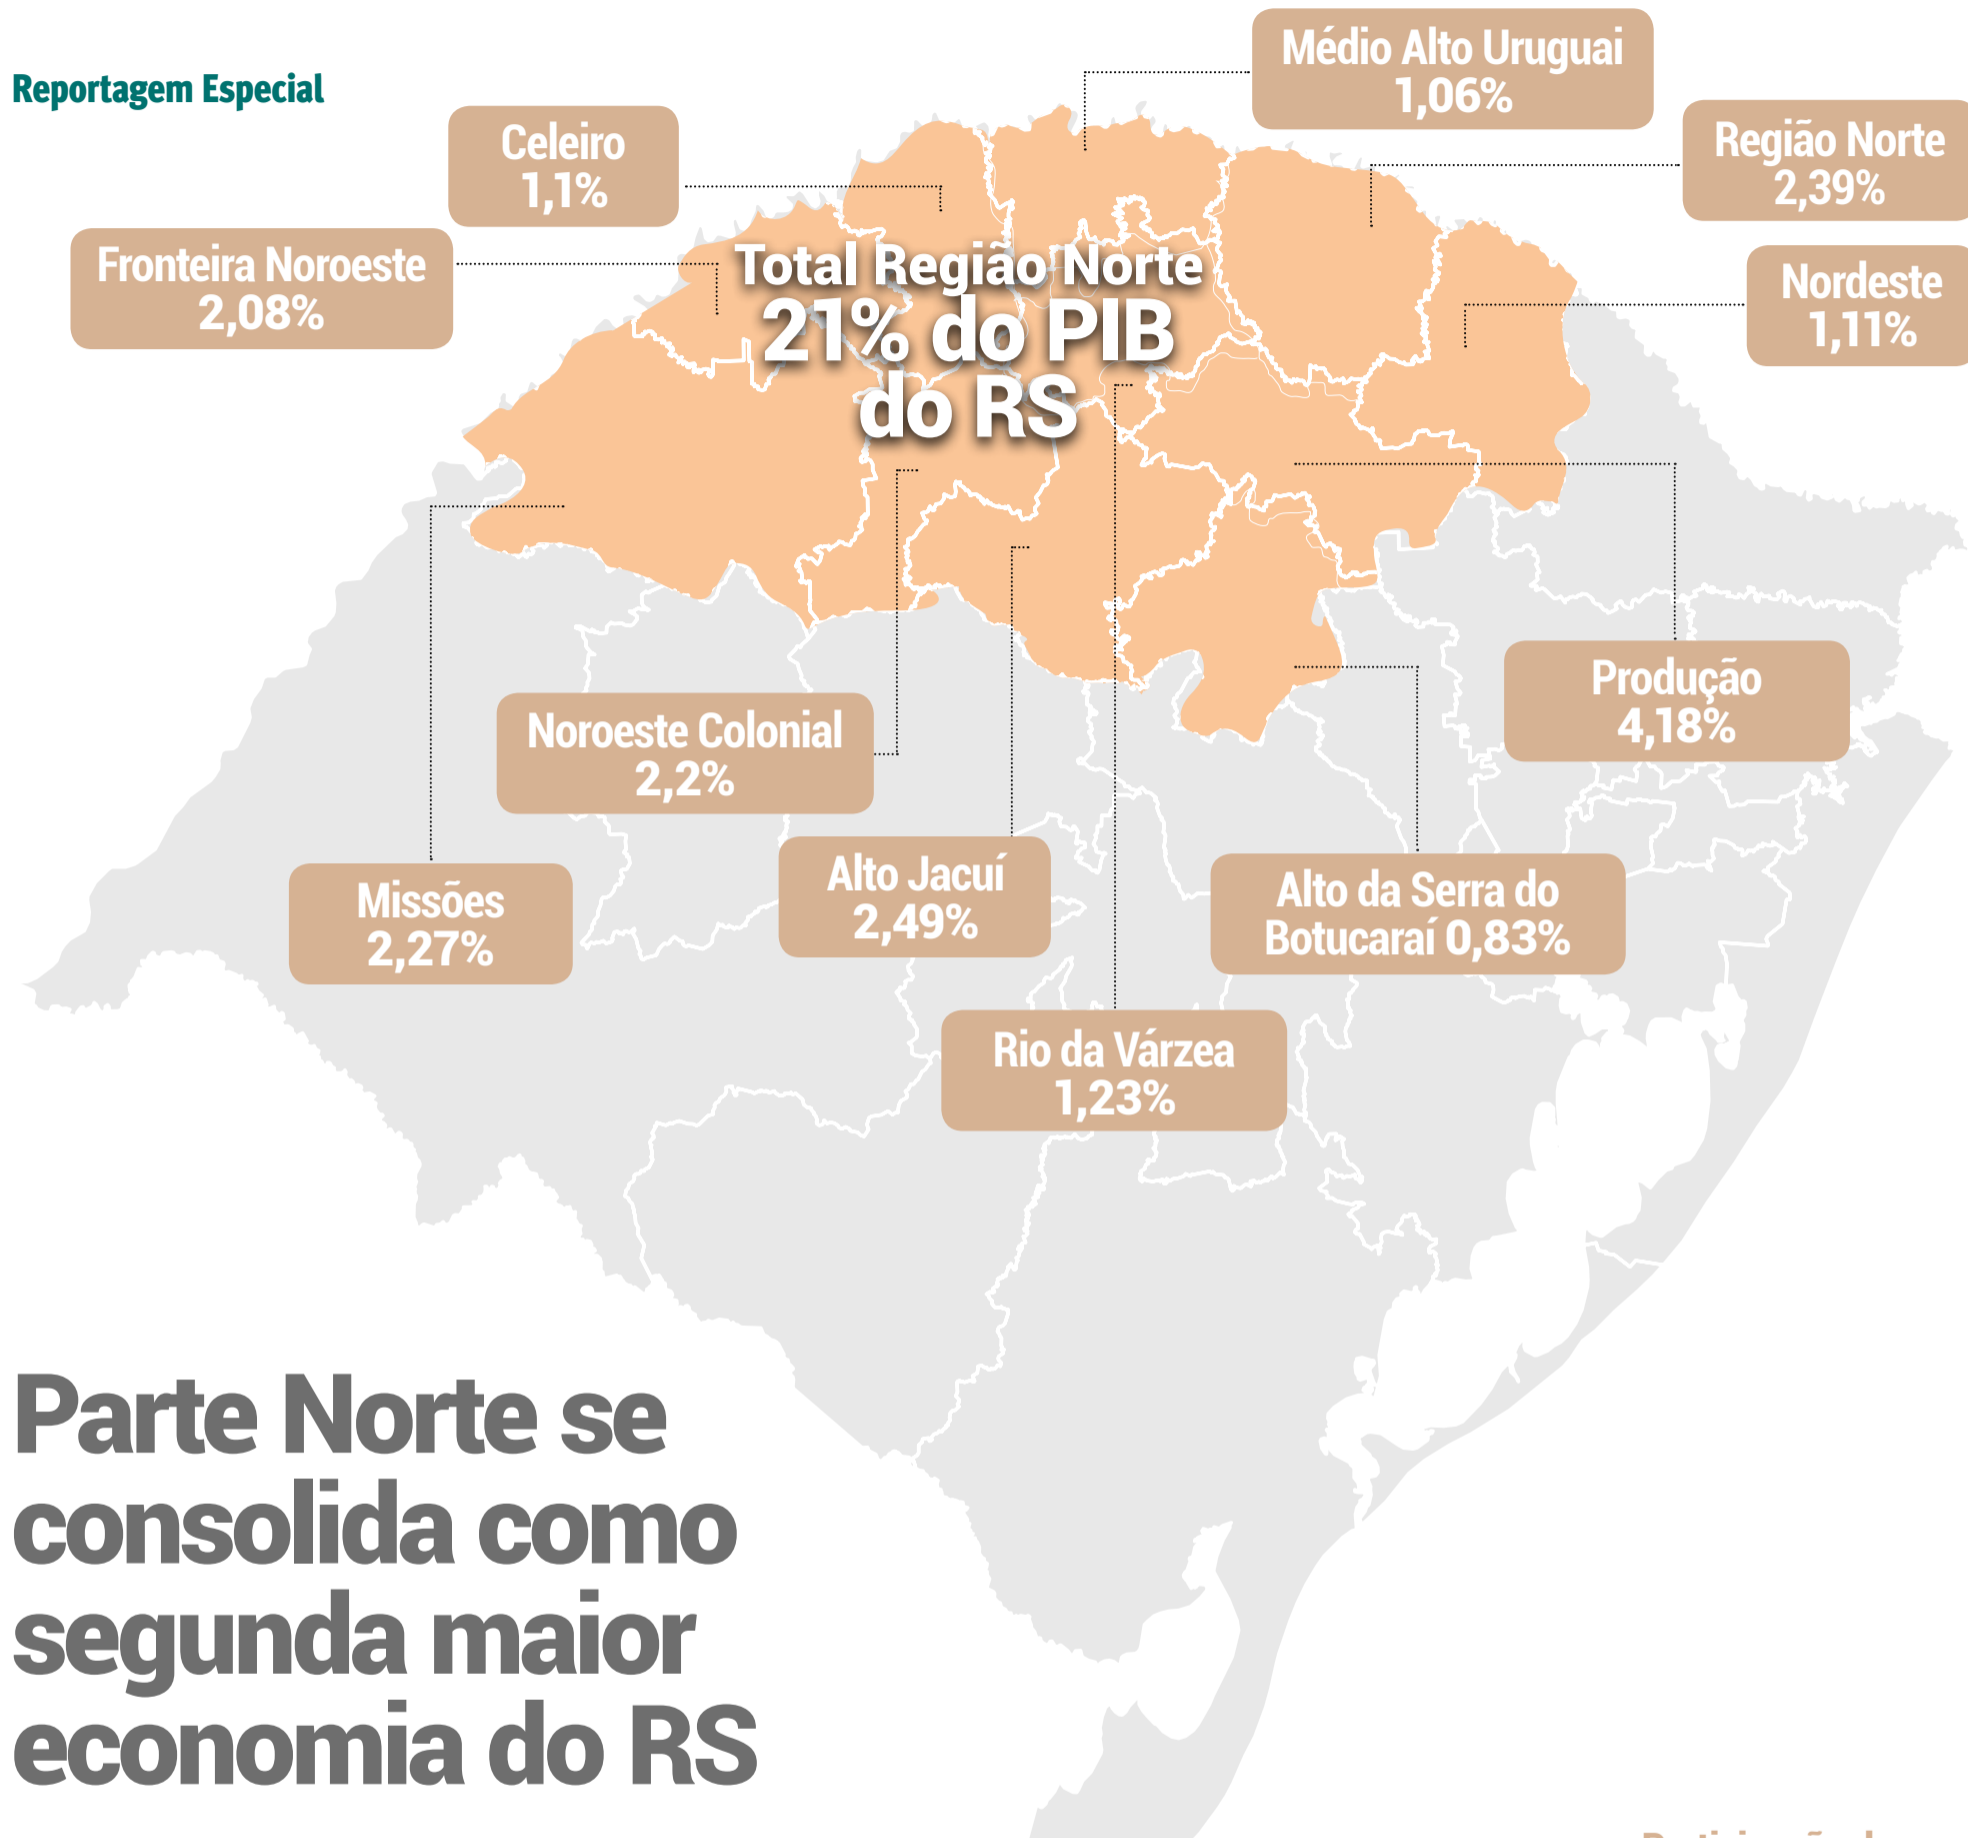 Reportagem Especial
Médio Alto Uruguai
1,06%
Celeiro
1,1%
Região Norte
2,39%
Fronteira Noroeste
2,08%
Nordeste
1,11%
Total Região Norte
21% do PIB
do RS
Produção
4,18%
Noroeste Colonial
2,2%
Missões
2,27%
Alto Jacuí
2,49%
Alto da Serra do
Botucaraí 0,83%
Rio da Várzea
1,23%
Parte Norte se
consolida como
segunda maior
economia do RS